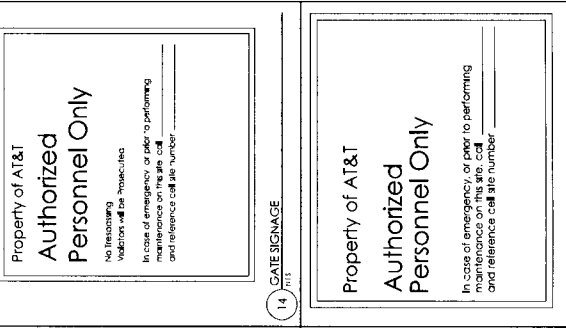 Property of AT&T
Authorized
Personnel Only
No Trespassing
Violators will be Prosecuted
In case of emergency, or prior to performing
maintenance on this site, call
and reference cell site number
14 GATE SIGNAGE
NTS
Property of AT&T
Authorized
Personnel Only
In case of emergency, or prior to performing
maintenance on this site, call
and reference cell site number